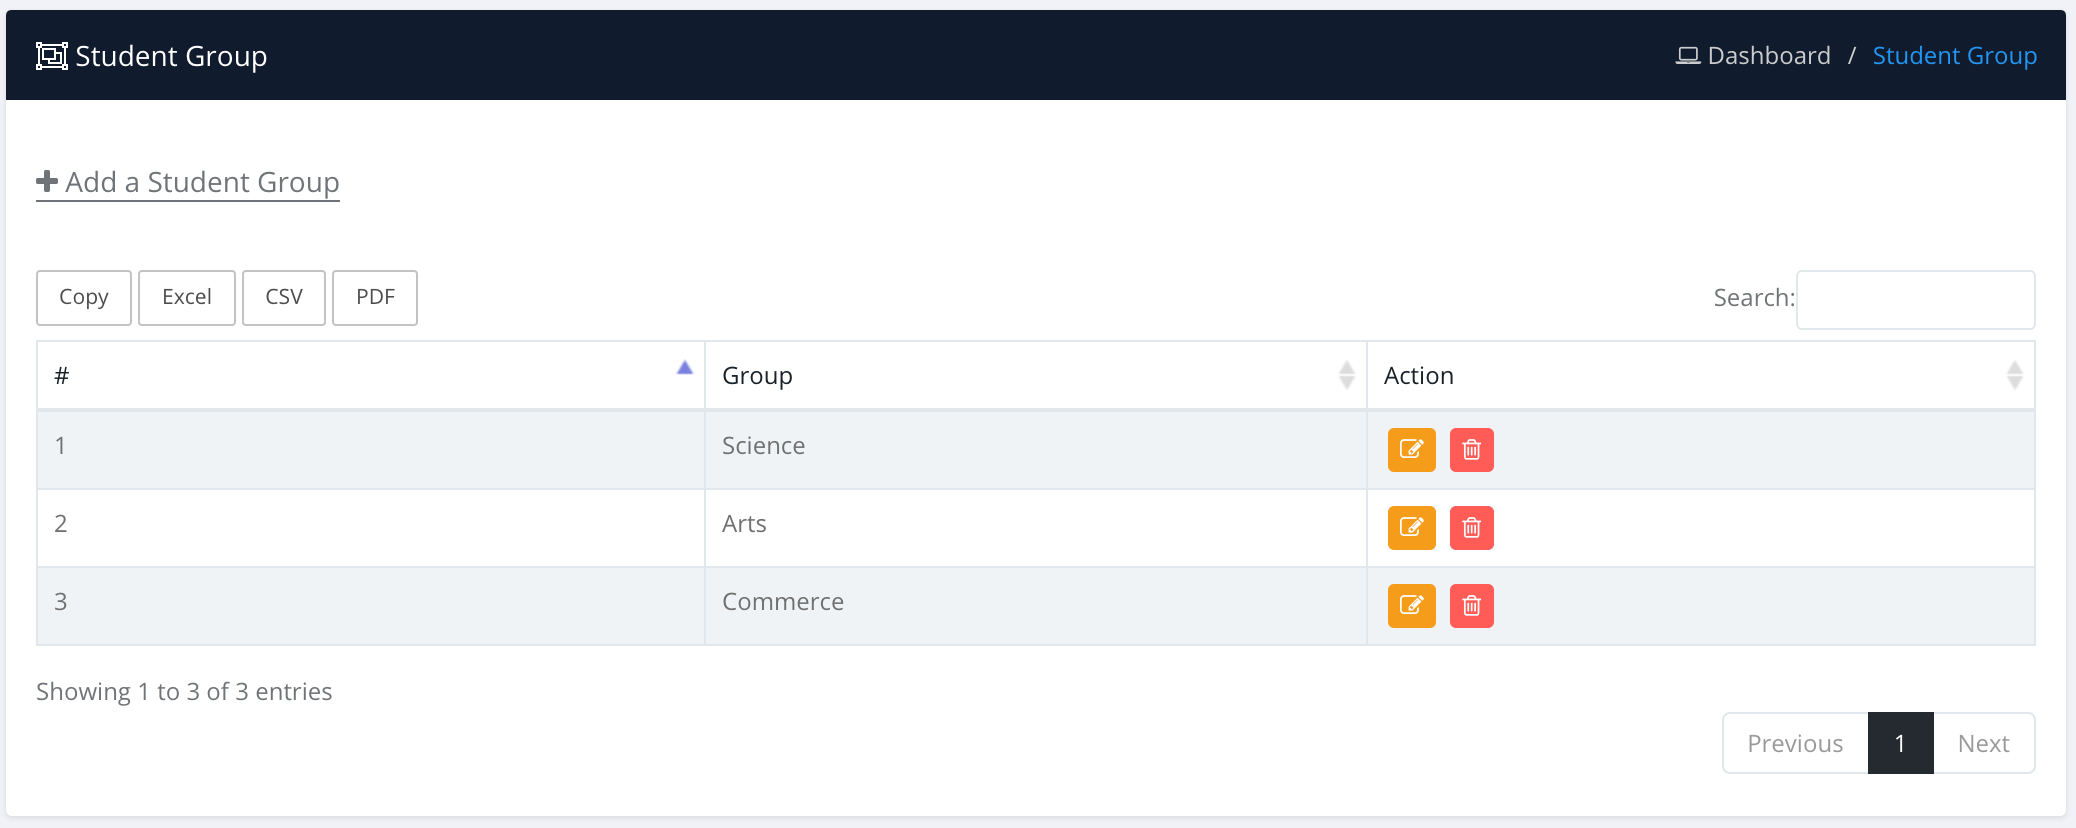 Student Group
Dashboard / Student Group
Add a Student Group
Copy Excel CSV PDF
Search:
# Group Action
1 Science
2 Arts
3 Commerce
Showing 1 to 3 of 3 entries
Previous 1 Next